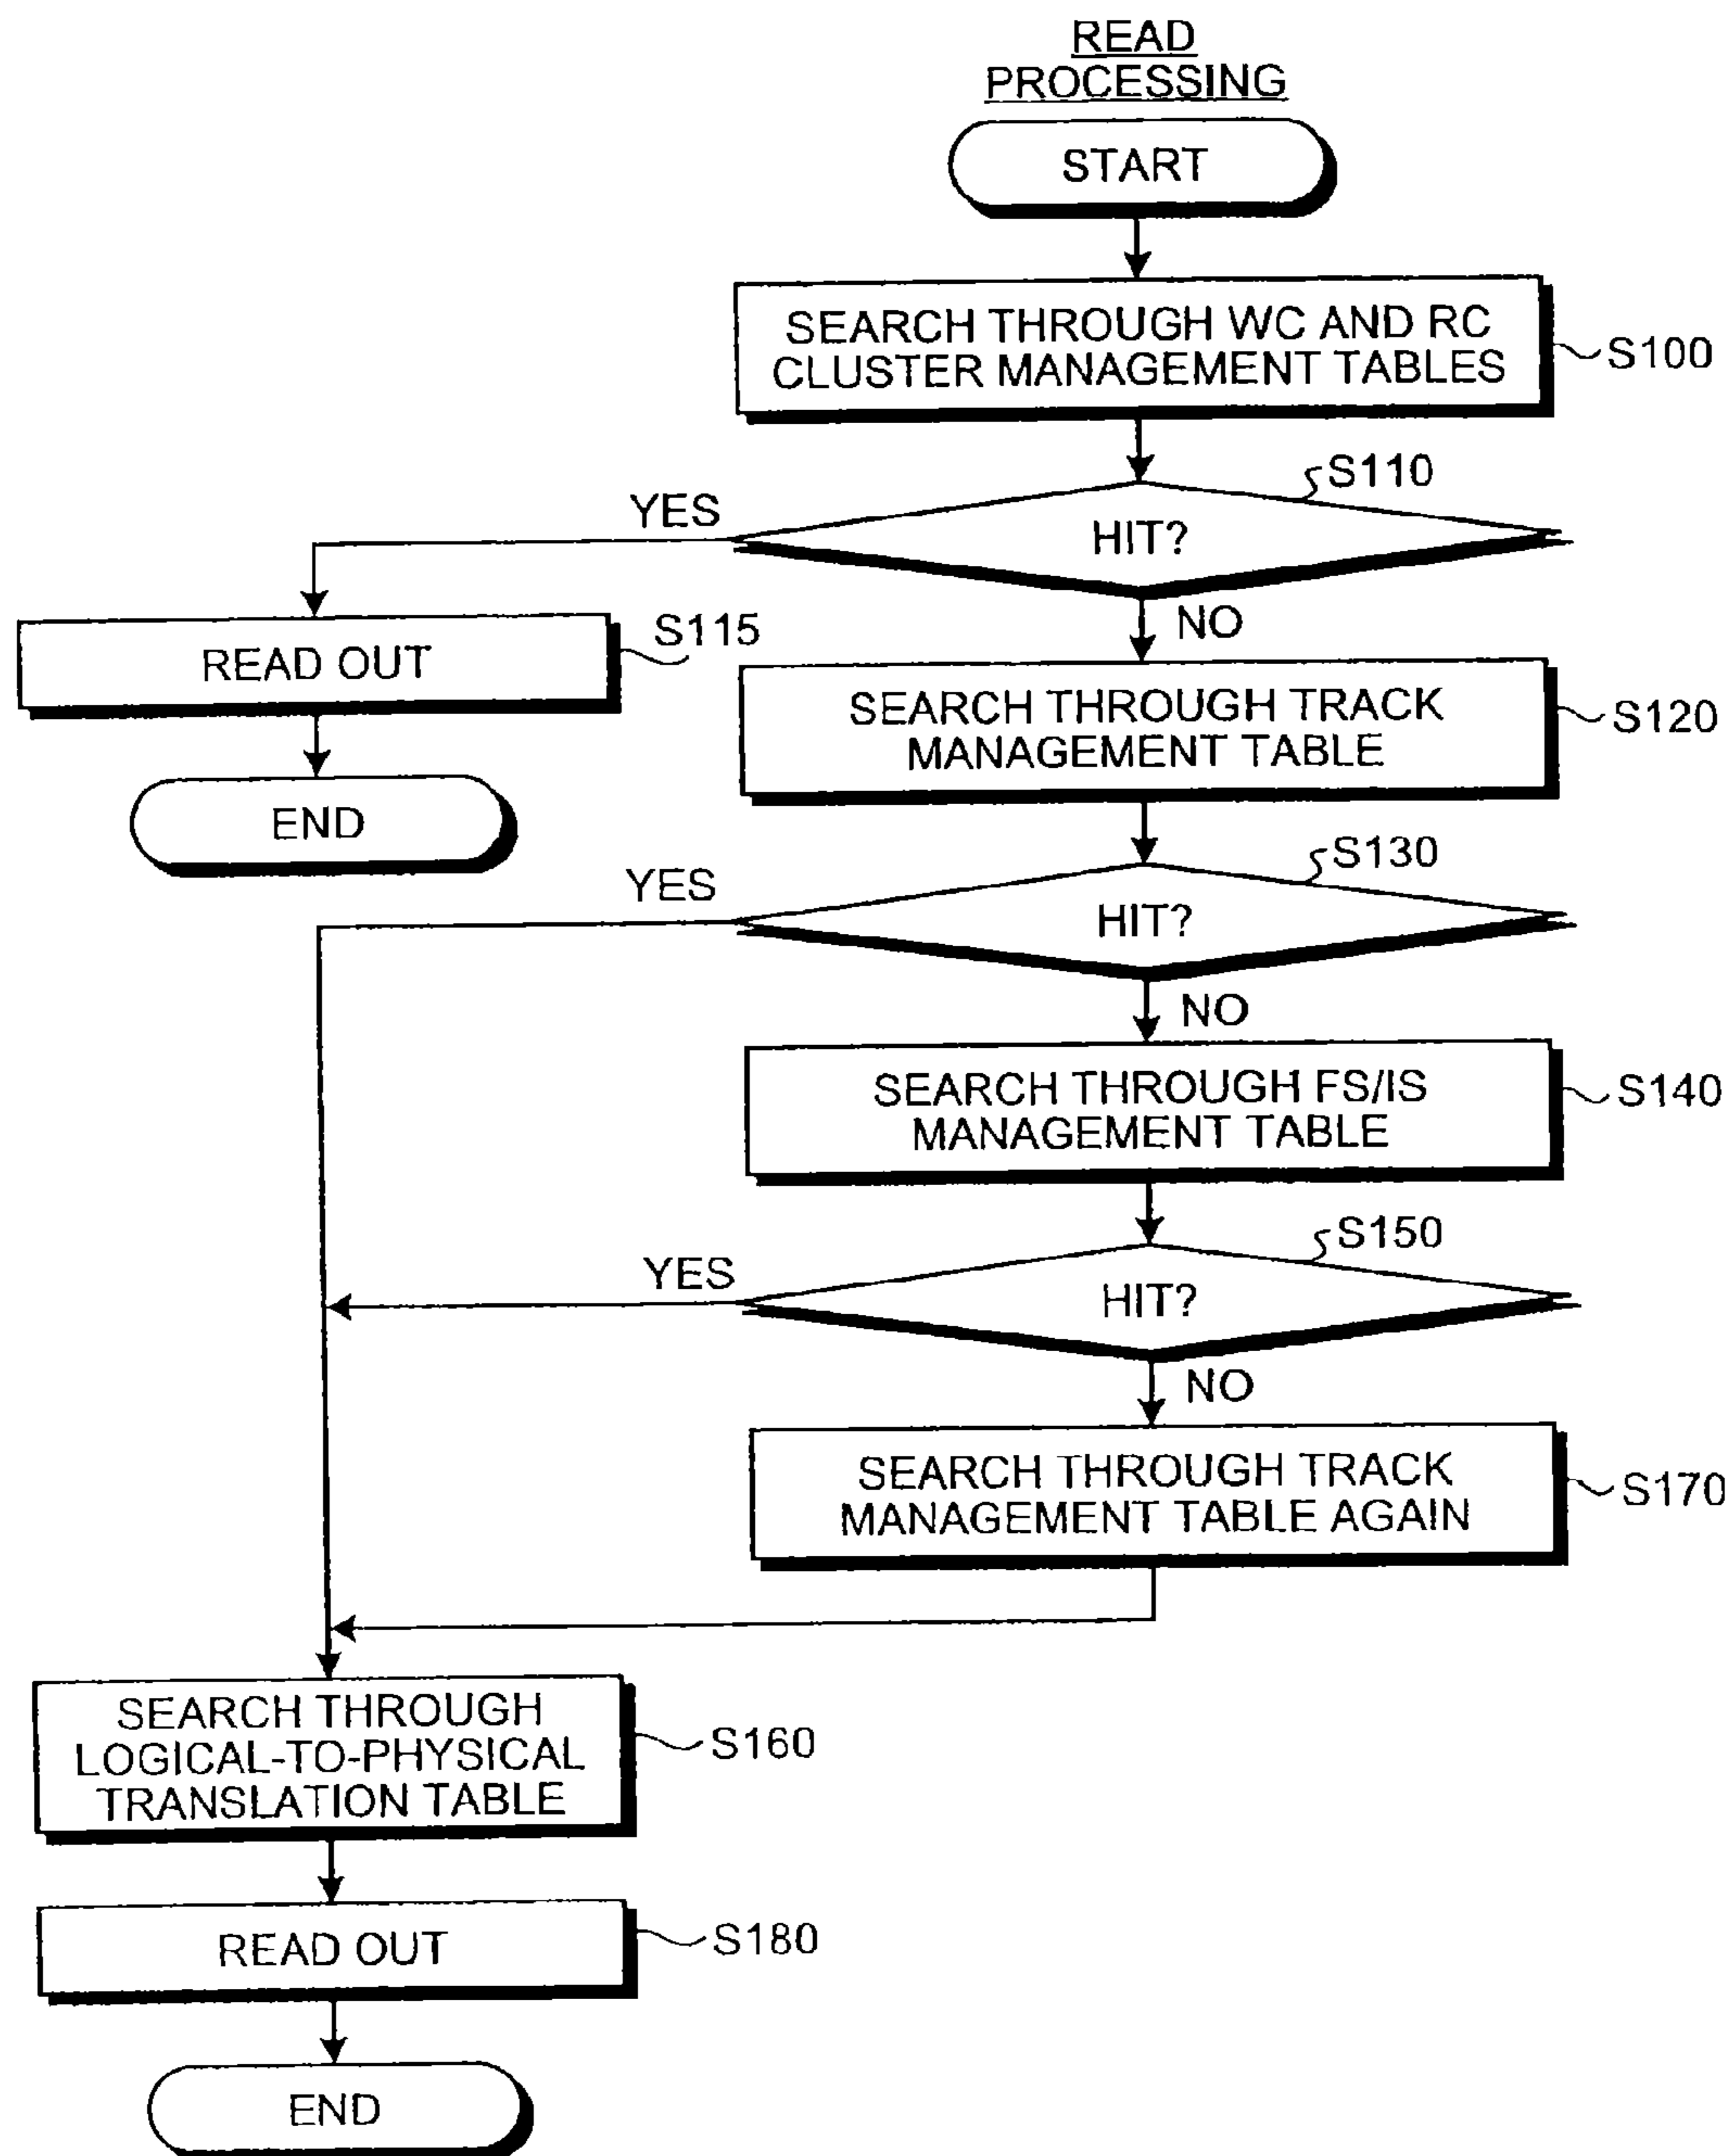 READ
PROCESSING
START
SEARCH THROUGH WC AND RC
CLUSTER MANAGEMENT TABLES
S100
S110
YES
HIT?
NO
READ OUT
S115
END
SEARCH THROUGH TRACK
MANAGEMENT TABLE
S120
S130
YES
HIT?
NO
SEARCH THROUGH FS/IS
MANAGEMENT TABLE
S140
S150
YES
HIT?
NO
SEARCH THROUGH TRACK
MANAGEMENT TABLE AGAIN
S170
SEARCH THROUGH
LOGICAL-TO-PHYSICAL
TRANSLATION TABLE
S160
READ OUT
S180
END